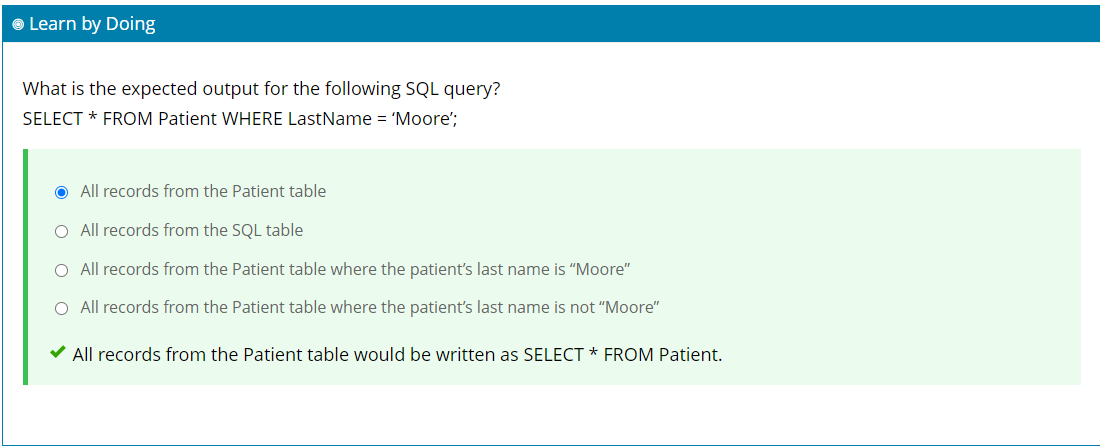 Learn by Doing
What is the expected output for the following SQL query?
SELECT * FROM Patient WHERE LastName = ‘Moore’;
All records from the Patient table
All records from the SQL table
All records from the Patient table where the patient’s last name is “Moore”
All records from the Patient table where the patient’s last name is not “Moore”
All records from the Patient table would be written as SELECT * FROM Patient.